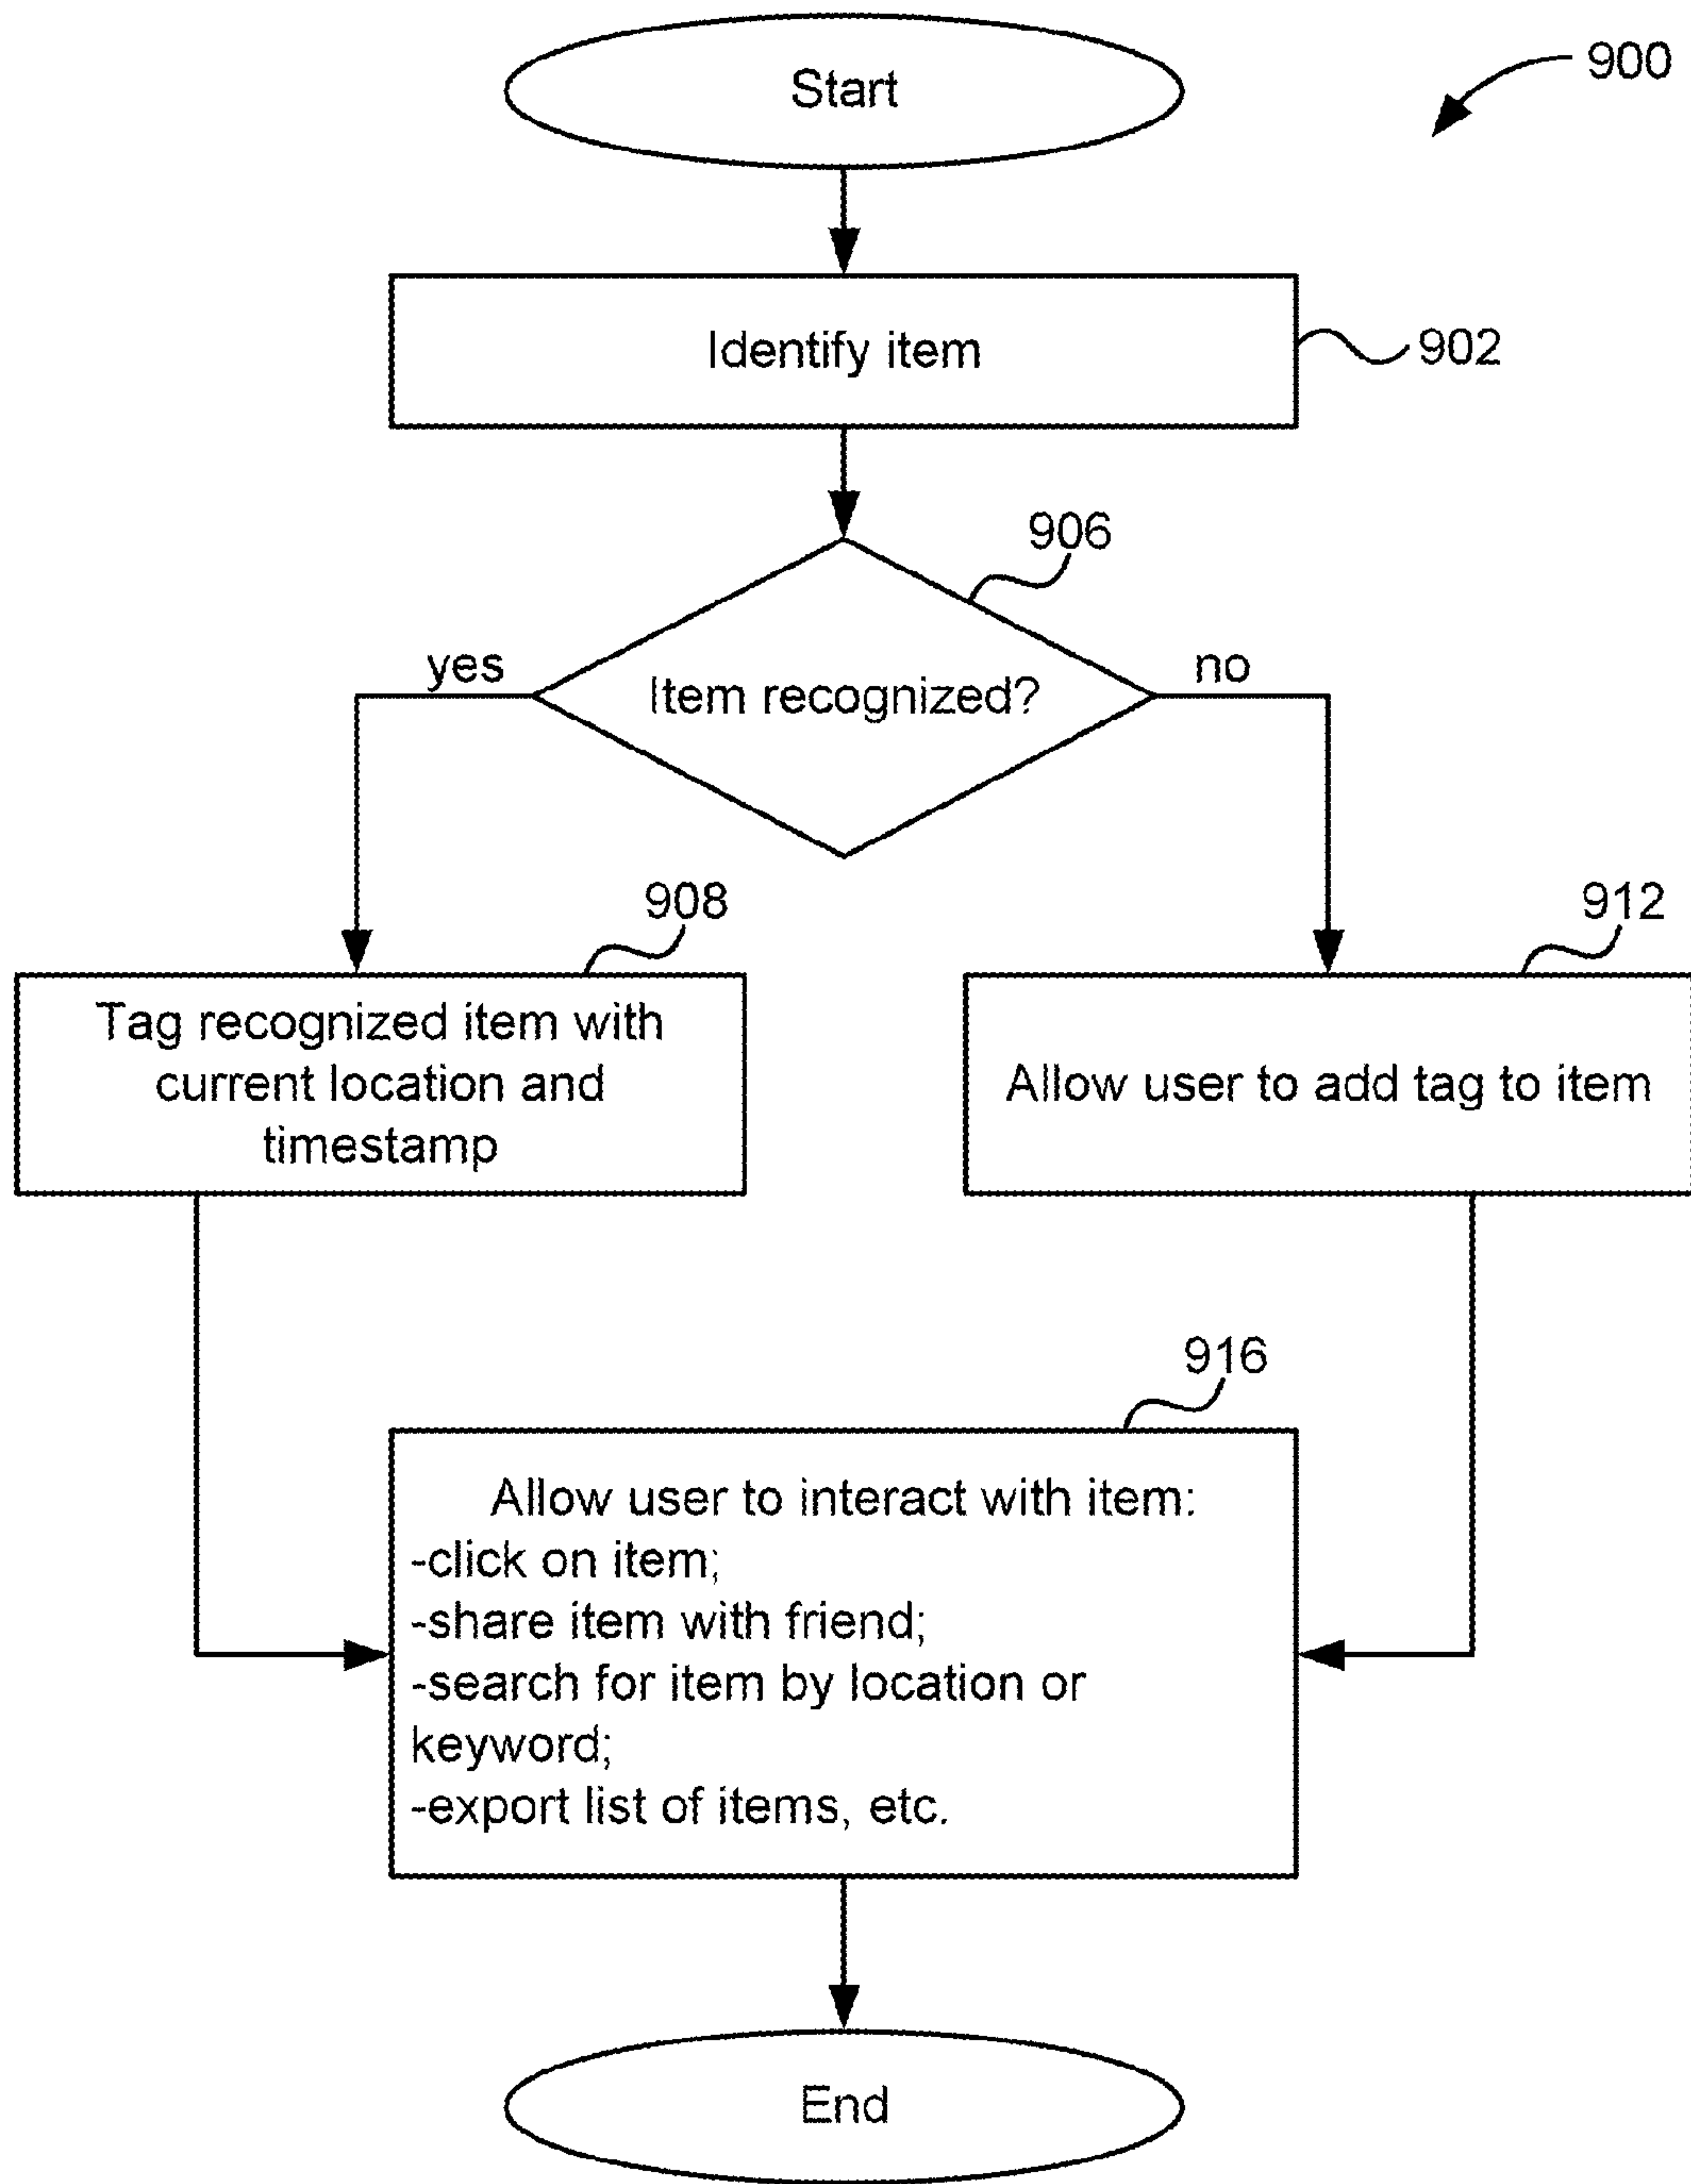 Start
900
Identify item
902
906
yes
Item recognized?
no
908
912
Tag recognized item with
current location and
timestamp
Allow user to add tag to item
916
Allow user to interact with item:
-click on item;
-share item with friend;
-search for item by location or
keyword;
-export list of items, etc.
End